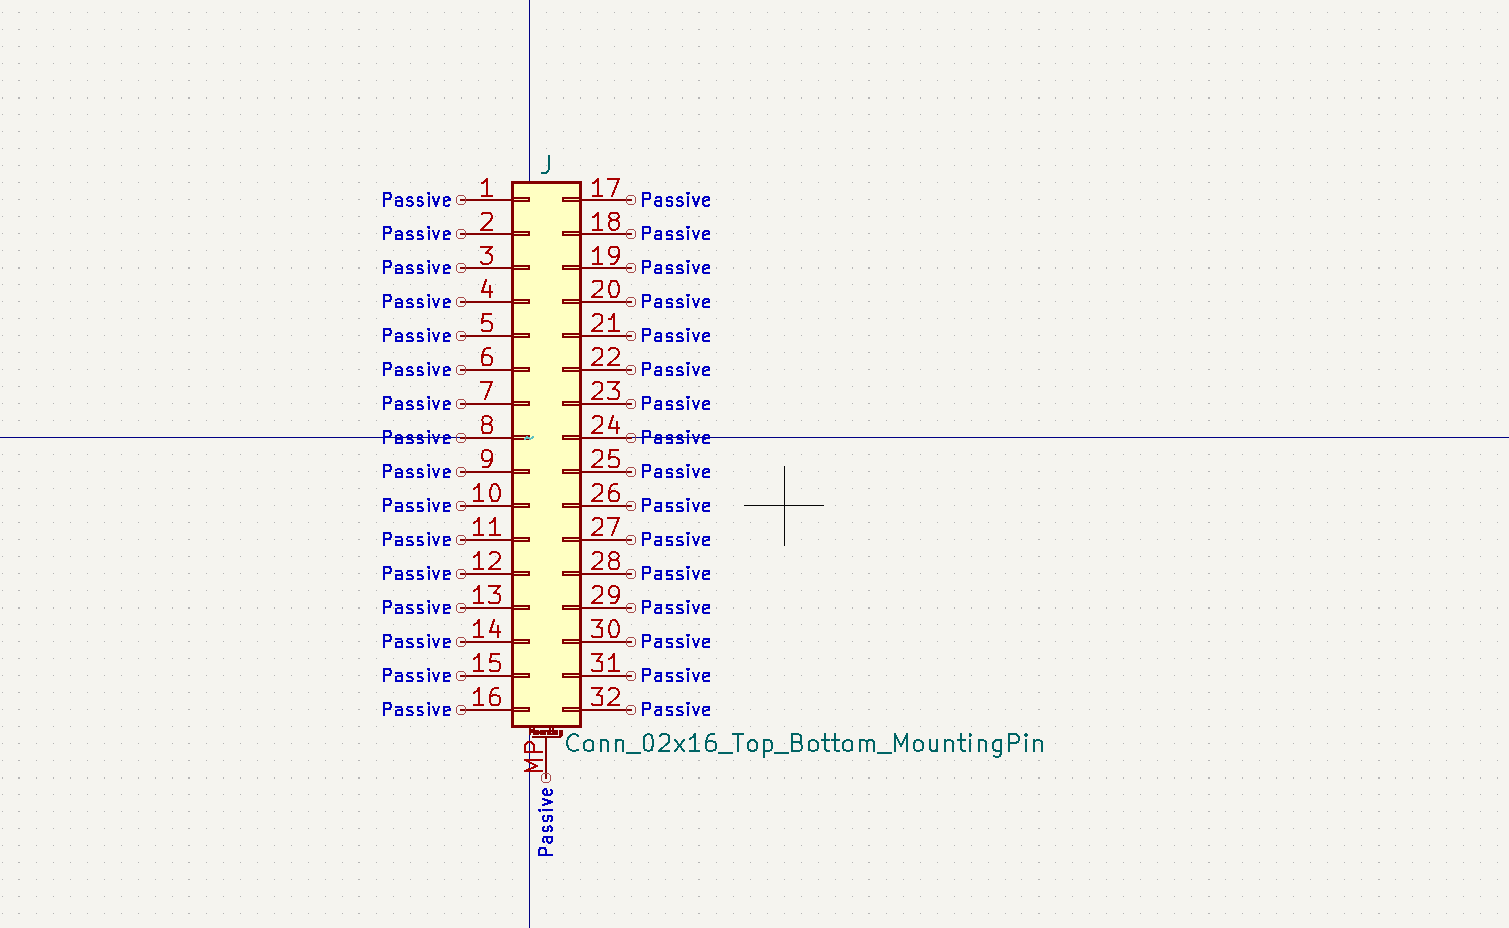 J
Passive 1 17 Passive
Passive 2 18 Passive
Passive 3 19 Passive
Passive 4 20 Passive
Passive 5 21 Passive
Passive 6 22 Passive
Passive 7 23 Passive
Passive 8 24 Passive
Passive 9 25 Passive
Passive 10 26 Passive
Passive 11 27 Passive
Passive 12 28 Passive
Passive 13 29 Passive
Passive 14 30 Passive
Passive 15 31 Passive
Passive 16 32 Passive
Mounting
MP
Conn_02x16_Top_Bottom_MountingPin
Passive